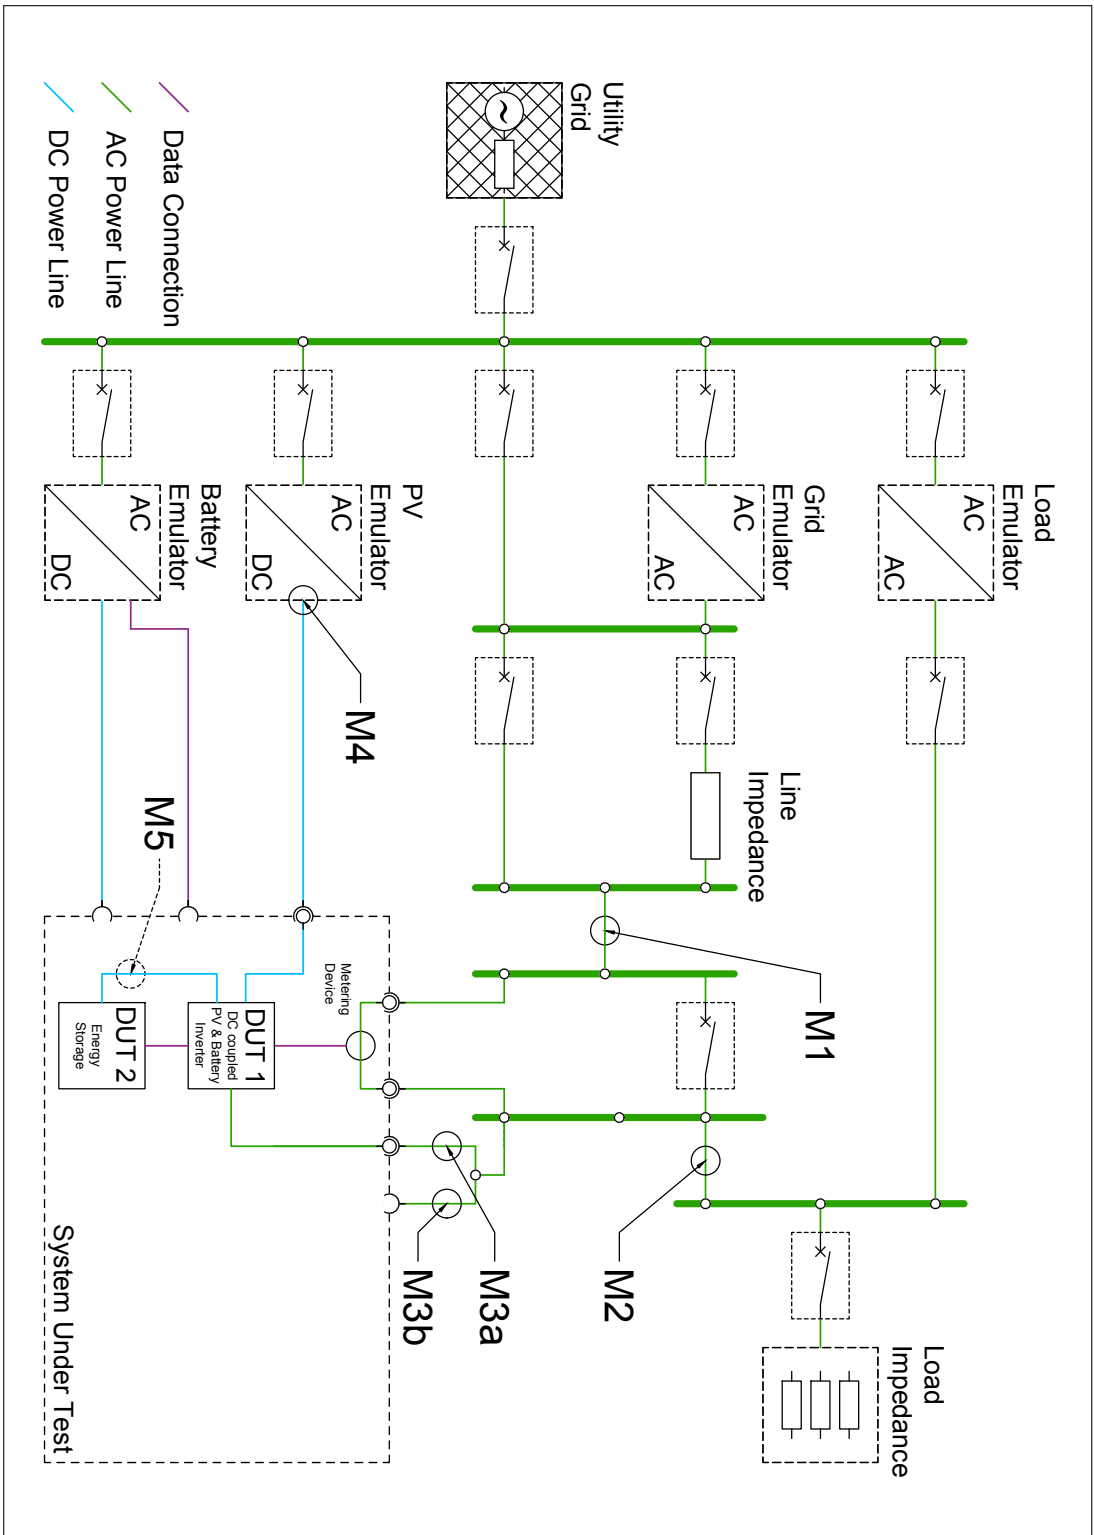 Load
Emulator
AC
AC
Grid
Emulator
AC
AC
Utility
Grid
~
PV
Emulator
AC
DC
Battery
Emulator
AC
DC
Line
Impedance
Load
Impedance
M1
M2
M3a
M3b
M4
M5
Metering
Device
DUT 1
DC coupled
PV & Battery
Inverter
DUT 2
Energy
Storage
System Under Test
Data Connection
AC Power Line
DC Power Line